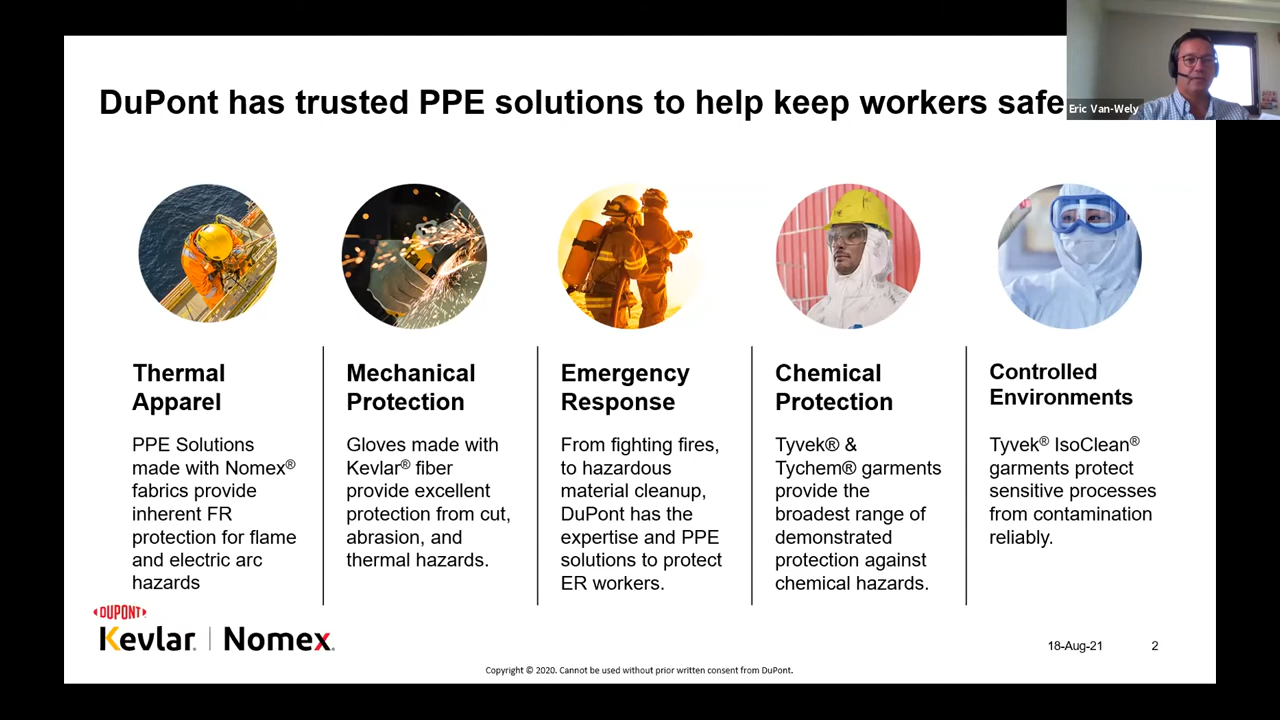 DuPont has trusted PPE solutions to help keep workers safe
Eric Van-Wely
Thermal
Apparel
PPE Solutions
made with Nomex®
fabrics provide
inherent FR
protection for flame
and electric arc
hazards
Mechanical
Protection
Gloves made with
Kevlar® fiber
provide excellent
protection from cut,
abrasion, and
thermal hazards.
Emergency
Response
From fighting fires,
to hazardous
material cleanup,
DuPont has the
expertise and PPE
solutions to protect
ER workers.
Chemical
Protection
Tyvek® &
Tychem® garments
provide the
broadest range of
demonstrated
protection against
chemical hazards.
Controlled
Environments
Tyvek® IsoClean®
garments protect
sensitive processes
from contamination
reliably.
DUPONT
Kevlar® | Nomex®
18-Aug-21 2
Copyright © 2020. Cannot be used without prior written consent from DuPont.